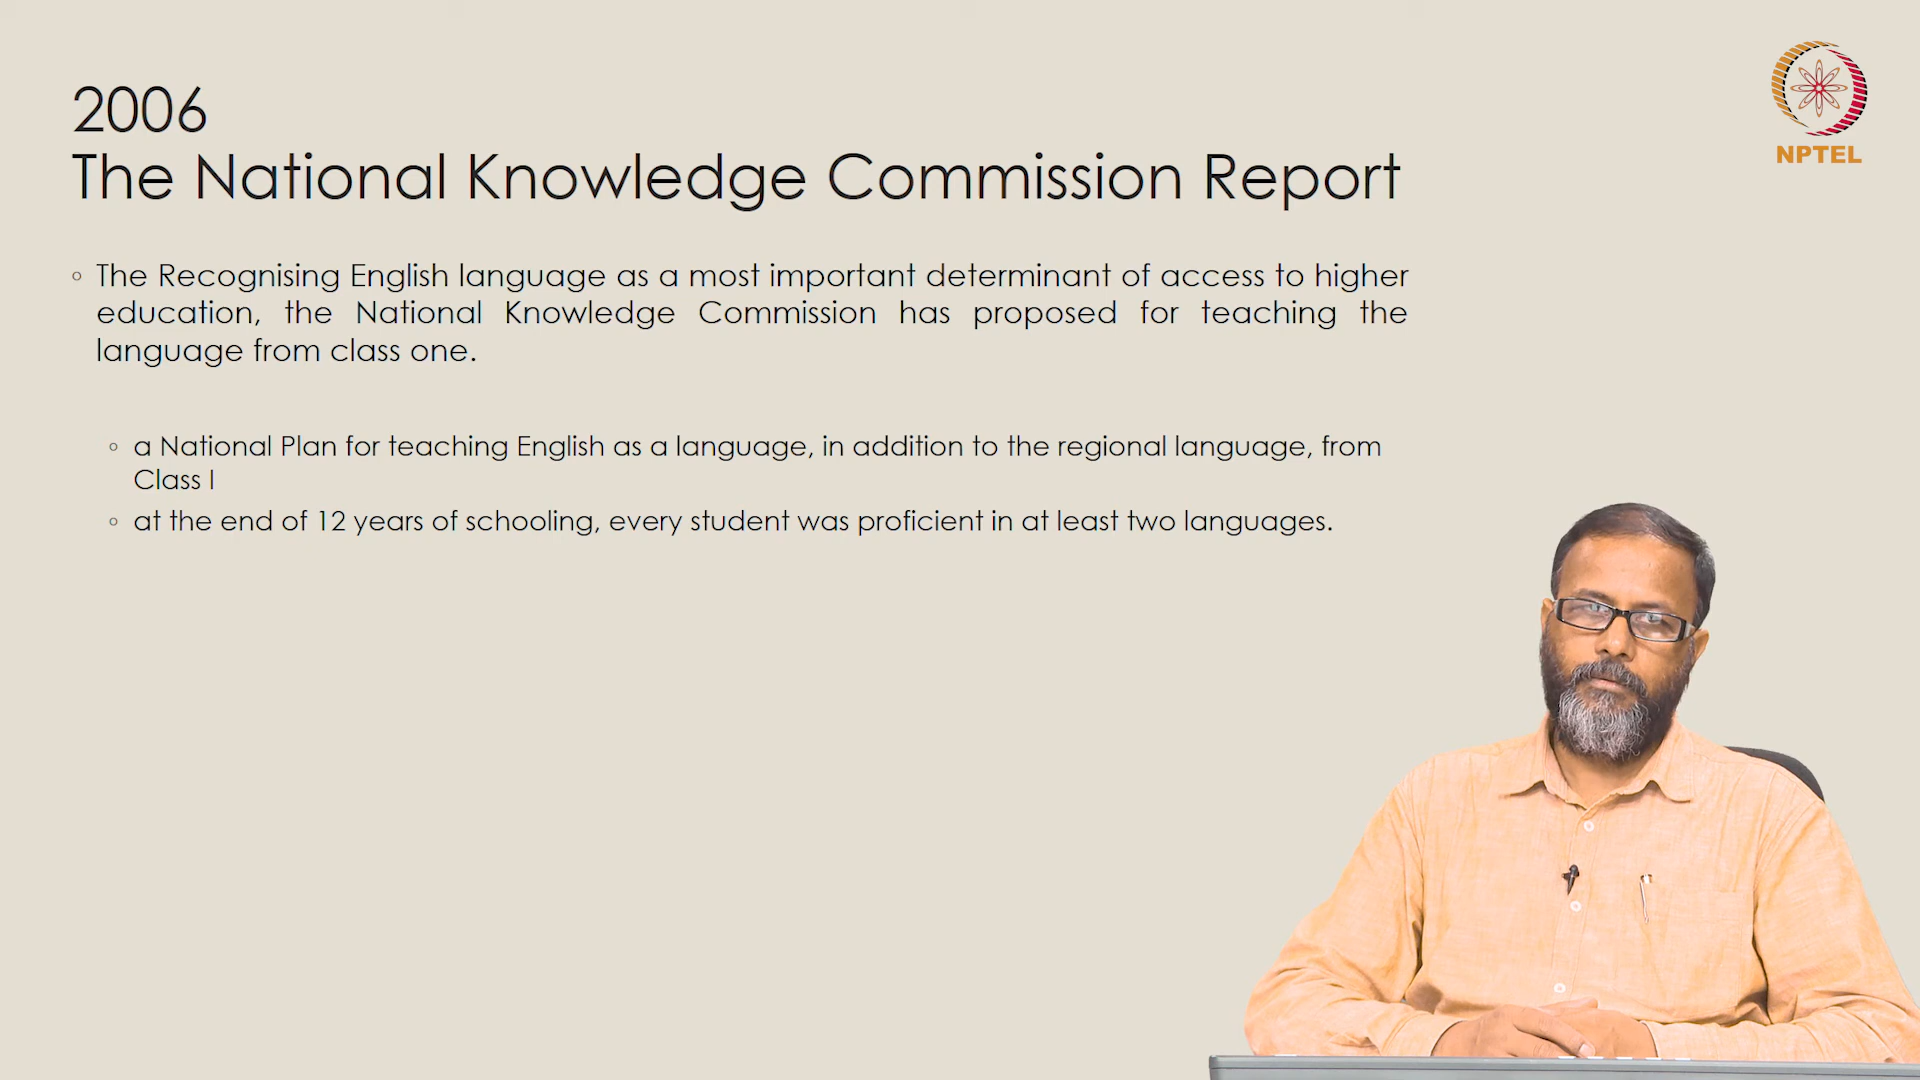 2006
The National Knowledge Commission Report
NPTEL
The Recognising English language as a most important determinant of access to higher
education, the National Knowledge Commission has proposed for teaching the
language from class one.
a National Plan for teaching English as a language, in addition to the regional language, from
Class I
at the end of 12 years of schooling, every student was proficient in at least two languages.